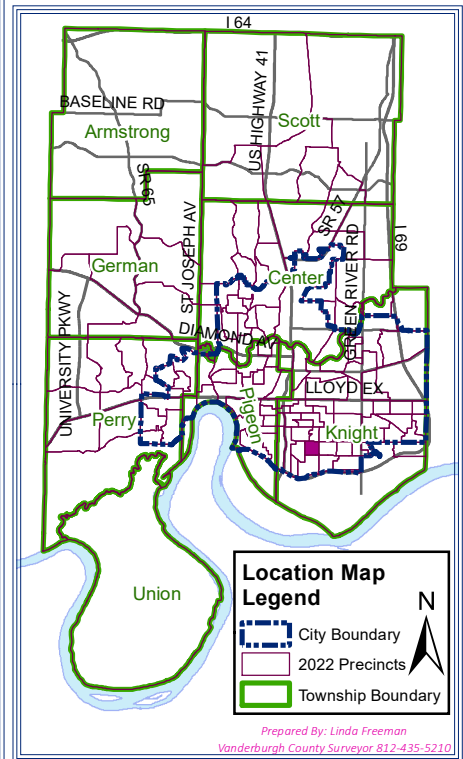 I 64
US HIGHWAY 41
BASELINE RD
Armstrong
Scott
SR 65
ST JOSEPH AV
SR 57
GREEN RIVER RD
I 69
German
Center
UNIVERSITY PKWY
DIAMOND AV
LLOYD EX
Perry
Pigeon
Knight
Union
Location Map
Legend
N
City Boundary
2022 Precincts
Township Boundary
Prepared By: Linda Freeman
Vanderburgh County Surveyor 812-435-5210